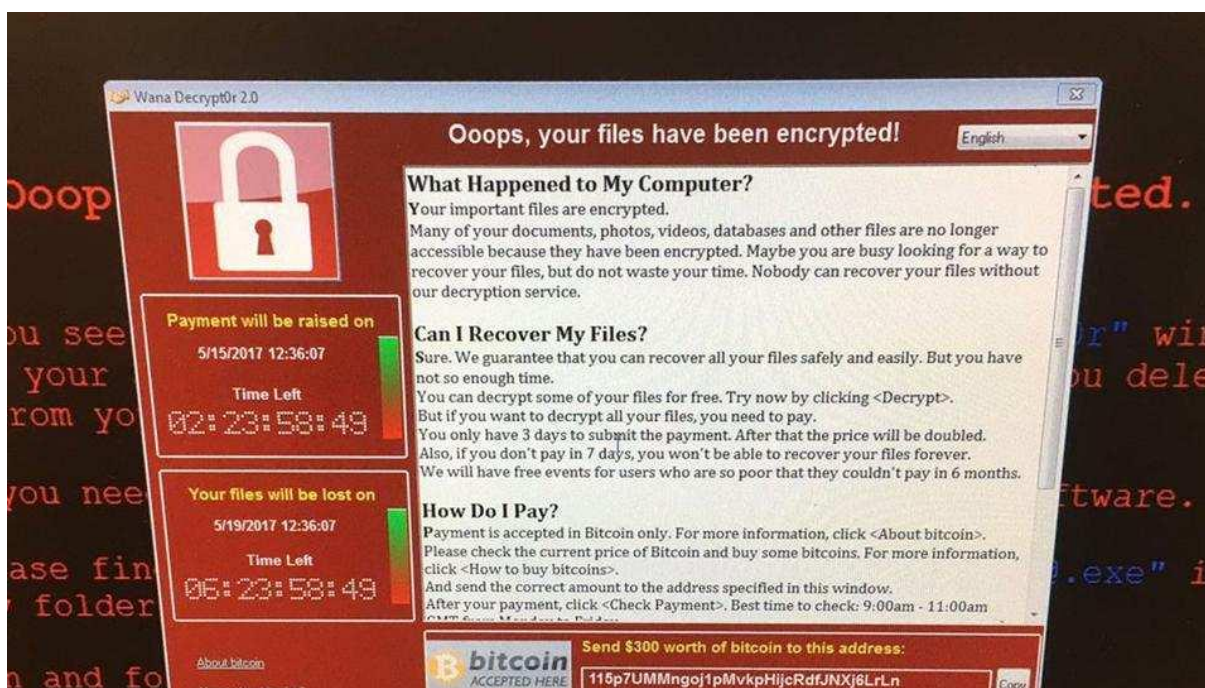 Wana Decrypt0r 2.0
Ooops, your files have been encrypted!
English
What Happened to My Computer?
Your important files are encrypted.
Many of your documents, photos, videos, databases and other files are no longer
accessible because they have been encrypted. Maybe you are busy looking for a way to
recover your files, but do not waste your time. Nobody can recover your files without
our decryption service.
Can I Recover My Files?
Sure. We guarantee that you can recover all your files safely and easily. But you have
not so enough time.
You can decrypt some of your files for free. Try now by clicking <Decrypt>.
But if you want to decrypt all your files, you need to pay.
You only have 3 days to submit the payment. After that the price will be doubled.
Also, if you don't pay in 7 days, you won't be able to recover your files forever.
We will have free events for users who are so poor that they couldn't pay in 6 months.
How Do I Pay?
Payment is accepted in Bitcoin only. For more information, click <About bitcoin>.
Please check the current price of Bitcoin and buy some bitcoins. For more information,
click <How to buy bitcoins>.
And send the correct amount to the address specified in this window.
After your payment, click <Check Payment>. Best time to check: 9:00am - 11:00am
Payment will be raised on
5/15/2017 12:36:07
Time Left
02:23:58:49
Your files will be lost on
5/19/2017 12:36:07
Time Left
06:23:58:49
About bitcoin
bitcoin
ACCEPTED HERE
Send $300 worth of bitcoin to this address:
115p7UMMngoj1pMvkpHijcRdfJNXj6LrLn
Copy
Ooop
ted.
ou see
0r" wi
your
ou dele
rom yo
you nee
tware.
ase fin
.exe" i
folder
n and fo